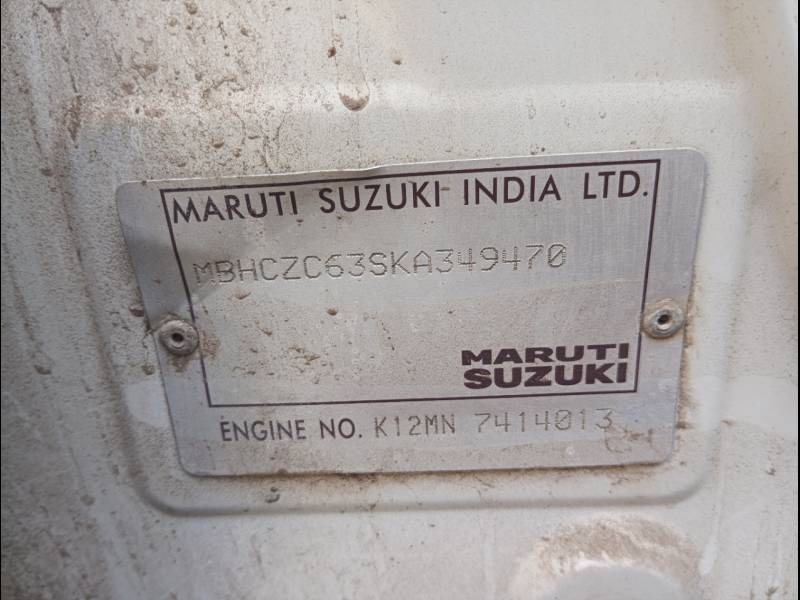 MARUTI SUZUKI INDIA LTD.
MBHCZC63SKA349470
MARUTI
SUZUKI
ENGINE NO. K12MN 7414013